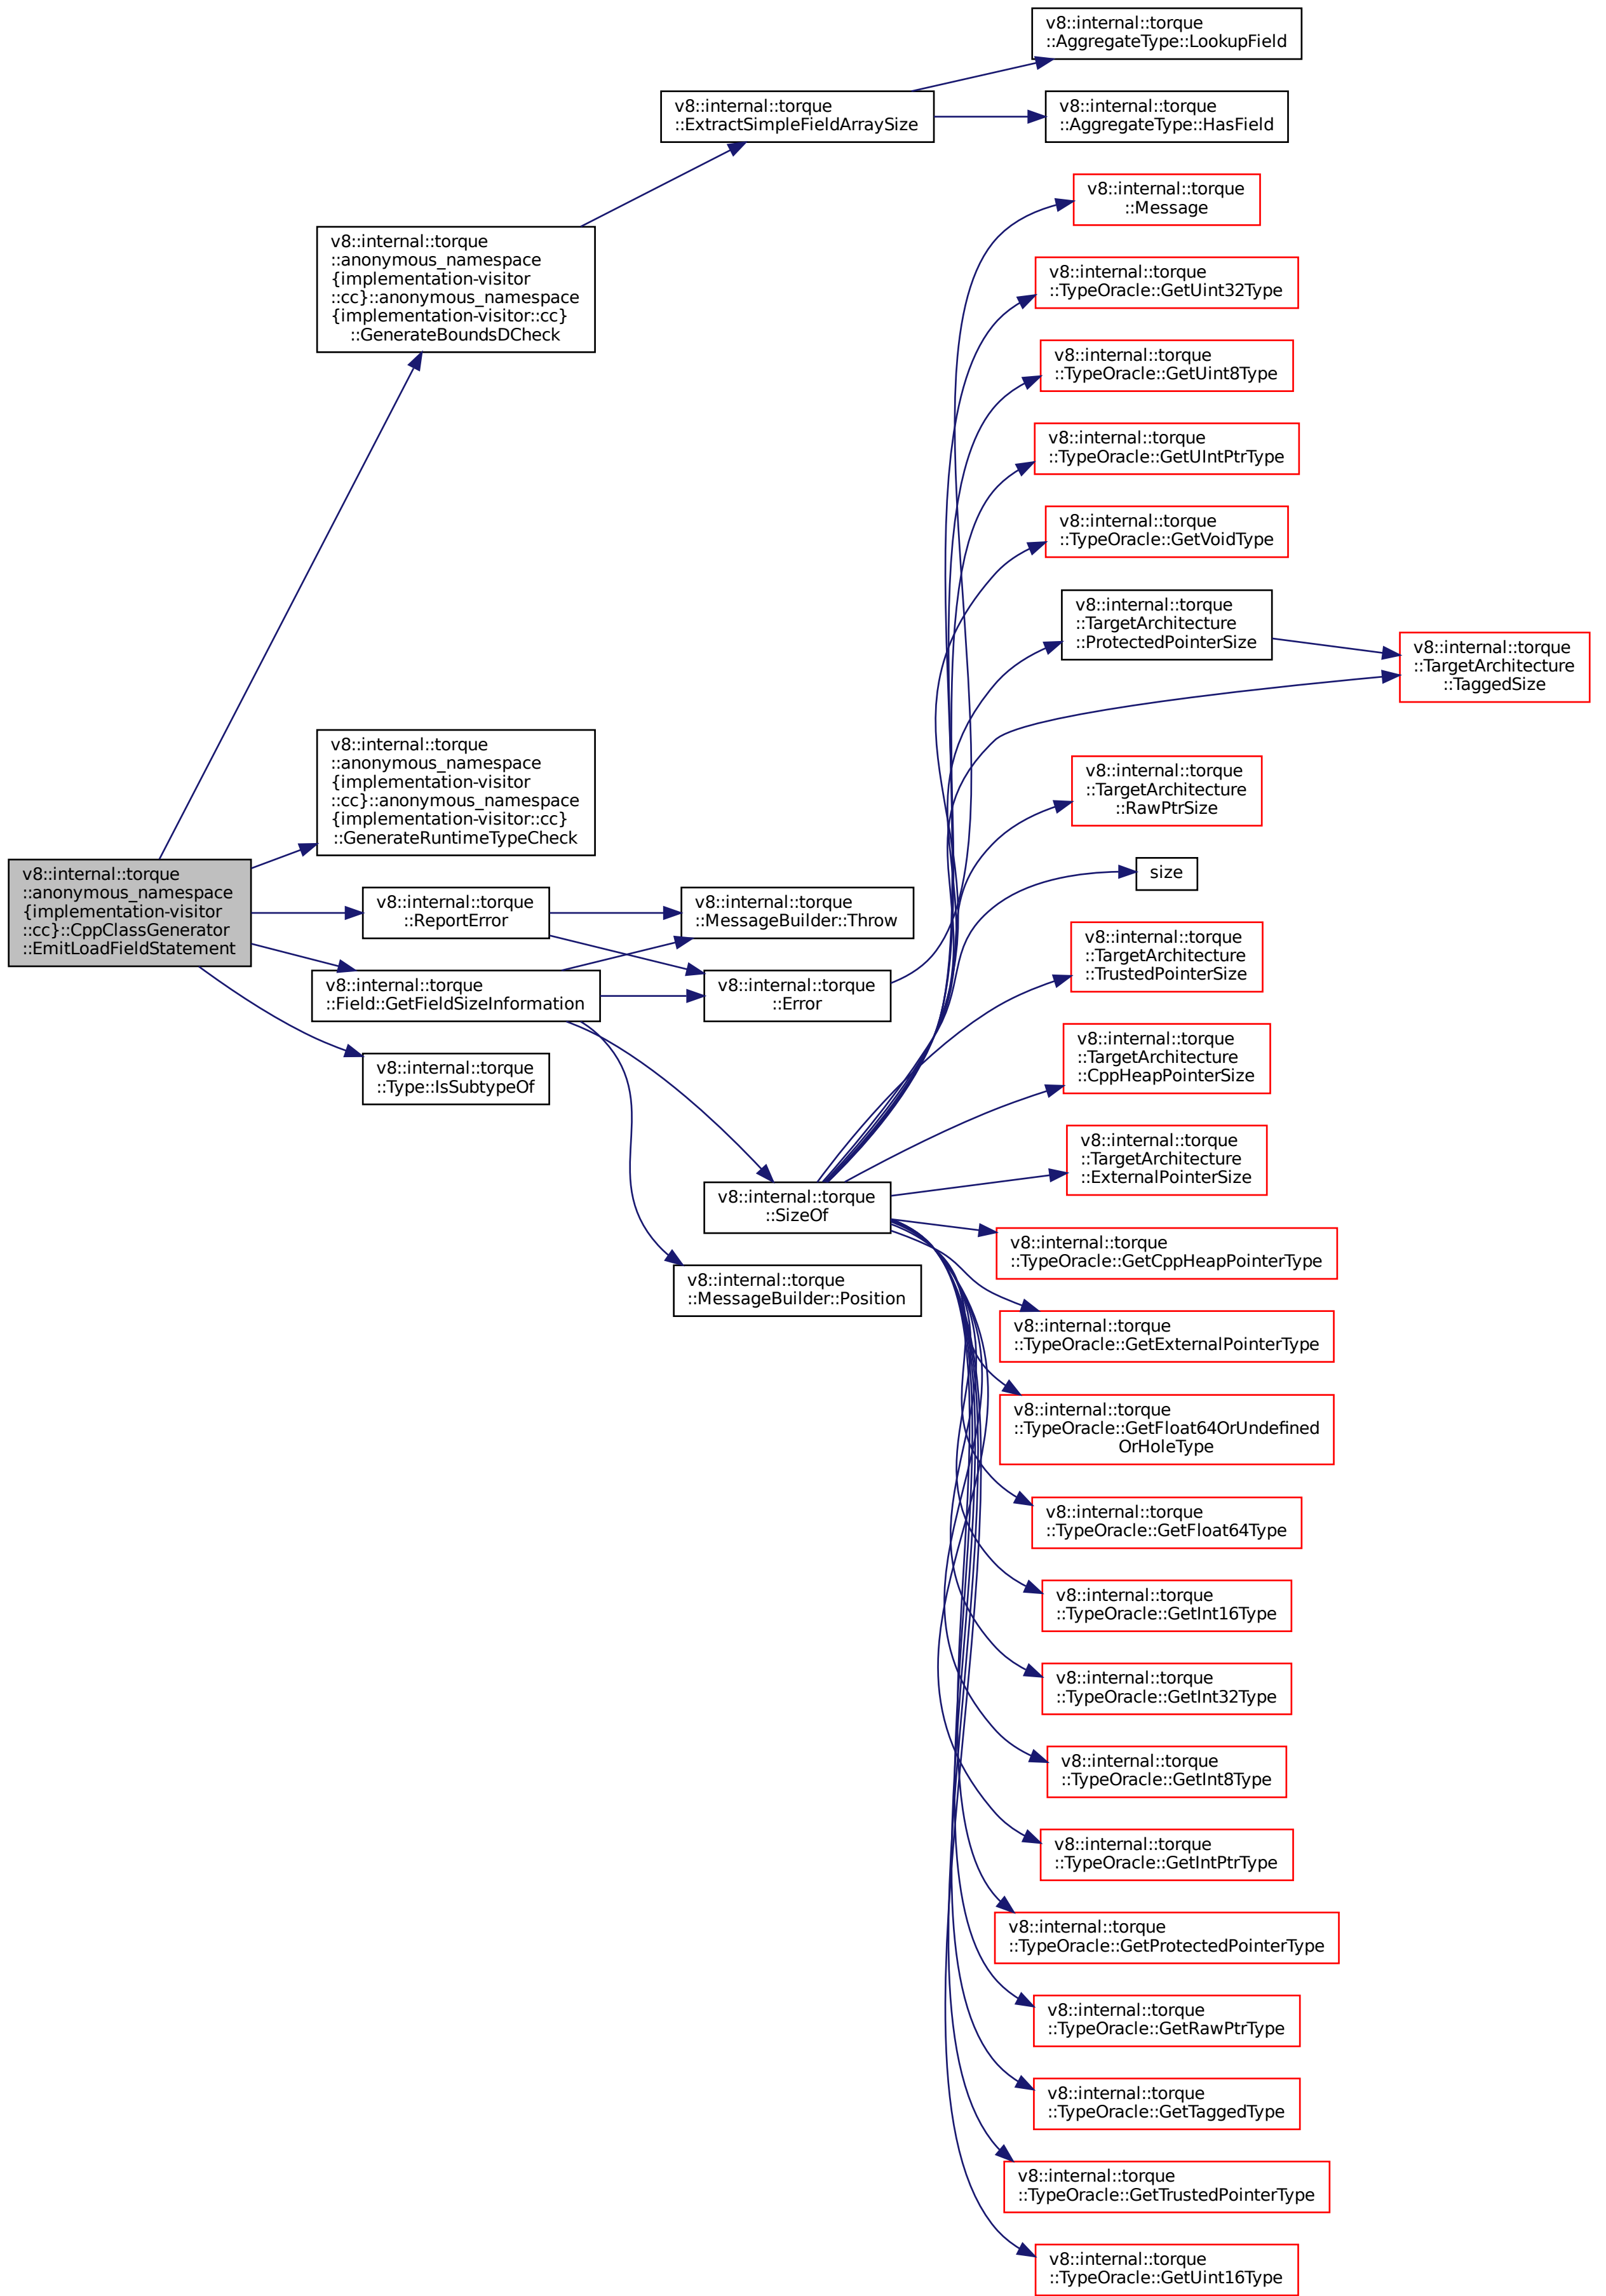 v8::internal::torque
::AggregateType::LookupField
v8::internal::torque
::ExtractSimpleFieldArraySize
v8::internal::torque
::AggregateType::HasField
v8::internal::torque
::Message
v8::internal::torque
::anonymous_namespace
{implementation-visitor
::cc}::anonymous_namespace
{implementation-visitor::cc}
::GenerateBoundsDCheck
v8::internal::torque
::TypeOracle::GetUint32Type
v8::internal::torque
::TypeOracle::GetUint8Type
v8::internal::torque
::TypeOracle::GetUIntPtrType
v8::internal::torque
::TypeOracle::GetVoidType
v8::internal::torque
::TargetArchitecture
::ProtectedPointerSize
v8::internal::torque
::TargetArchitecture
::TaggedSize
v8::internal::torque
::anonymous_namespace
{implementation-visitor
::cc}::anonymous_namespace
{implementation-visitor::cc}
::GenerateRuntimeTypeCheck
v8::internal::torque
::TargetArchitecture
::RawPtrSize
v8::internal::torque
::anonymous_namespace
{implementation-visitor
::cc}::CppClassGenerator
::EmitLoadFieldStatement
size
v8::internal::torque
::ReportError
v8::internal::torque
::MessageBuilder::Throw
v8::internal::torque
::TargetArchitecture
::TrustedPointerSize
v8::internal::torque
::Field::GetFieldSizeInformation
v8::internal::torque
::Error
v8::internal::torque
::TargetArchitecture
::CppHeapPointerSize
v8::internal::torque
::Type::IsSubtypeOf
v8::internal::torque
::TargetArchitecture
::ExternalPointerSize
v8::internal::torque
::SizeOf
v8::internal::torque
::TypeOracle::GetCppHeapPointerType
v8::internal::torque
::MessageBuilder::Position
v8::internal::torque
::TypeOracle::GetExternalPointerType
v8::internal::torque
::TypeOracle::GetFloat64OrUndefined
OrHoleType
v8::internal::torque
::TypeOracle::GetFloat64Type
v8::internal::torque
::TypeOracle::GetInt16Type
v8::internal::torque
::TypeOracle::GetInt32Type
v8::internal::torque
::TypeOracle::GetInt8Type
v8::internal::torque
::TypeOracle::GetIntPtrType
v8::internal::torque
::TypeOracle::GetProtectedPointerType
v8::internal::torque
::TypeOracle::GetRawPtrType
v8::internal::torque
::TypeOracle::GetTaggedType
v8::internal::torque
::TypeOracle::GetTrustedPointerType
v8::internal::torque
::TypeOracle::GetUint16Type